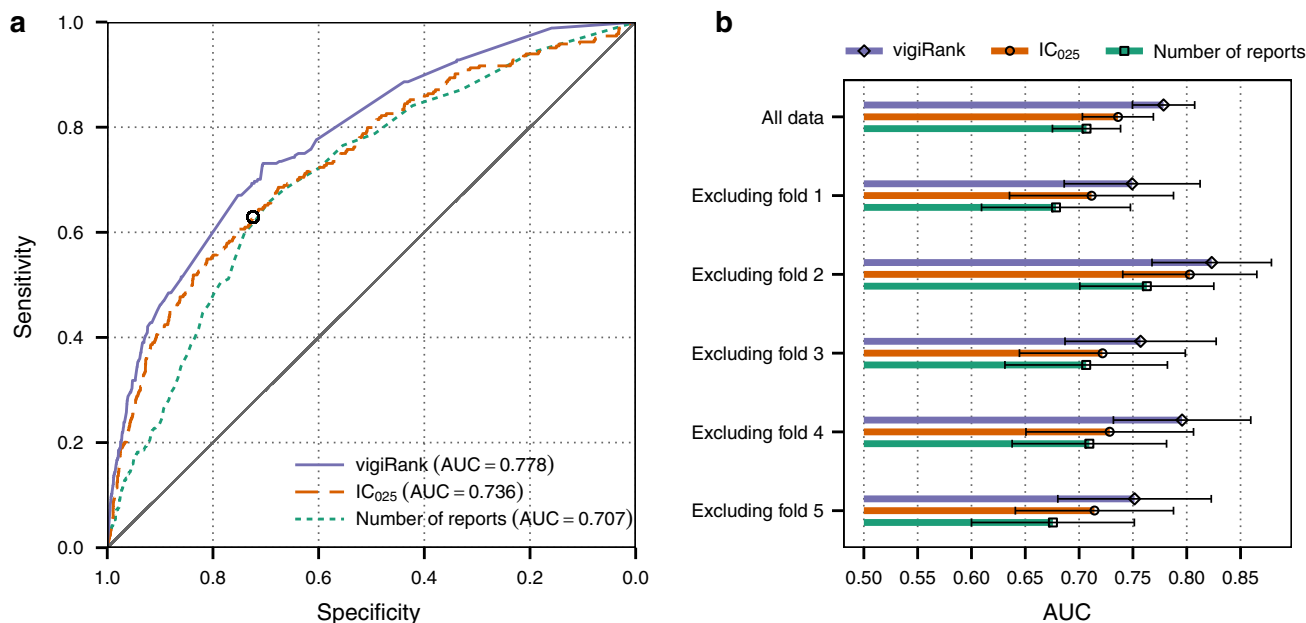 a
1.0
0.8
0.6
0.4
0.2
0.0
Sensitivity
1.0 0.8 0.6 0.4 0.2 0.0
Specificity
vigiRank (AUC = 0.778)
IC025 (AUC = 0.736)
Number of reports (AUC = 0.707)
b
vigiRank IC025 Number of reports
All data
Excluding fold 1
Excluding fold 2
Excluding fold 3
Excluding fold 4
Excluding fold 5
0.50 0.55 0.60 0.65 0.70 0.75 0.80 0.85
AUC